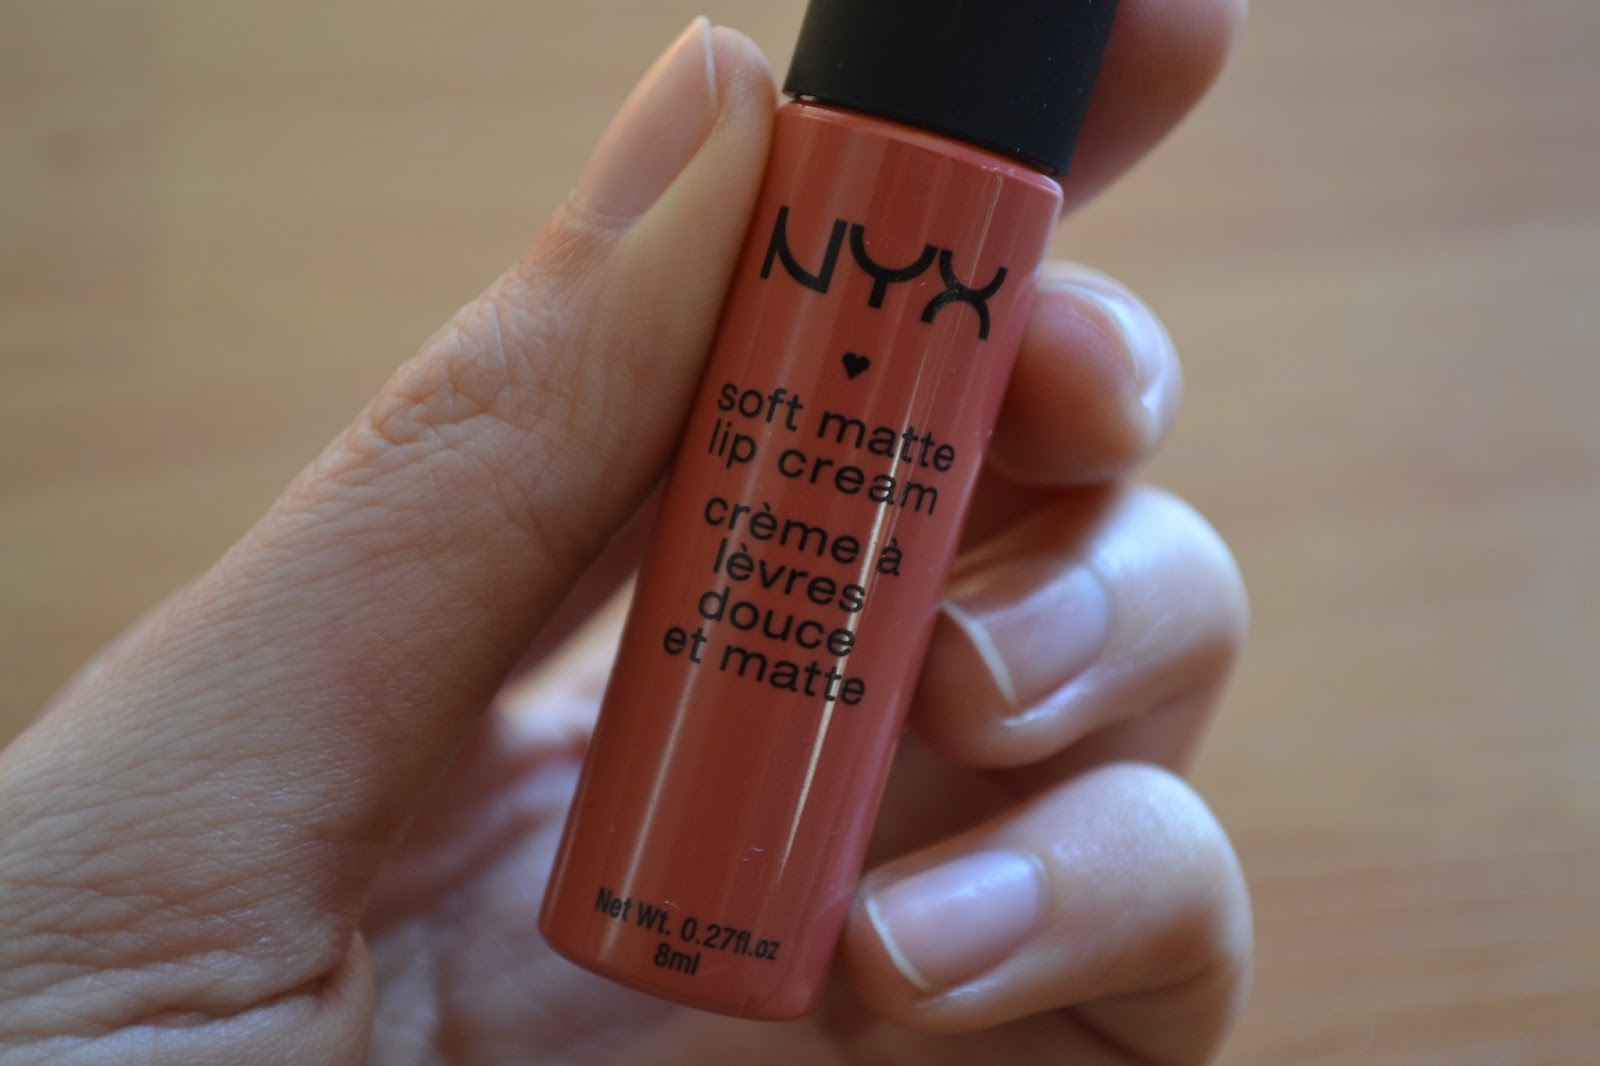 NYX
soft matte
lip cream
crème à
lèvres
douce
et matte
Net Wt. 0.27fl.oz
8ml